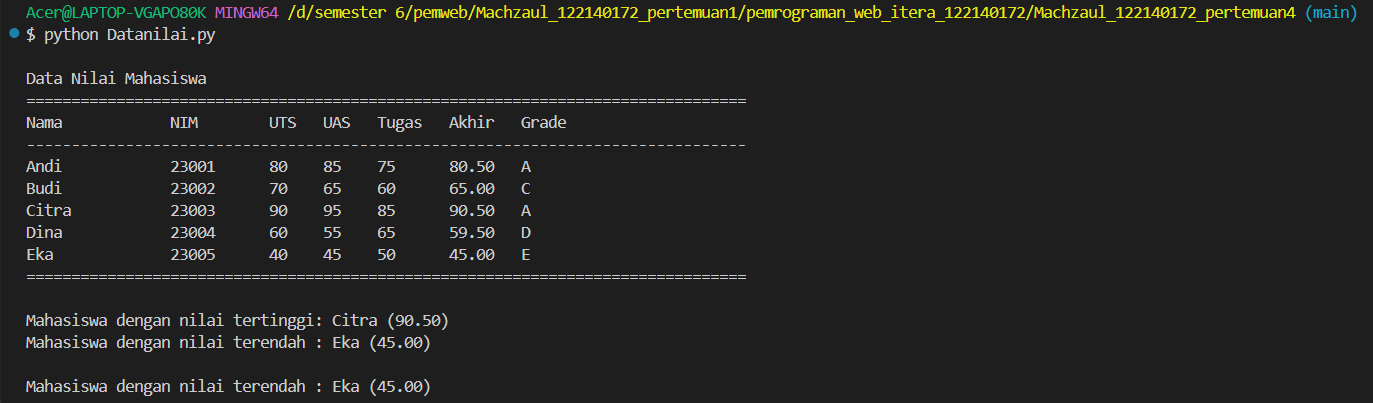 Acer@LAPTOP-VGAPO80K MINGW64 /d/semester 6/pemweb/Machzaul_122140172_pertemuan1/pemrograman_web_itera_122140172/Machzaul_122140172_pertemuan4 (main)
$ python Datanilai.py
Data Nilai Mahasiswa
================================================================================
Nama            NIM        UTS   UAS   Tugas   Akhir   Grade
--------------------------------------------------------------------------------
Andi            23001      80    85    75      80.50   A
Budi            23002      70    65    60      65.00   C
Citra           23003      90    95    85      90.50   A
Dina            23004      60    55    65      59.50   D
Eka             23005      40    45    50      45.00   E
================================================================================
Mahasiswa dengan nilai tertinggi: Citra (90.50)
Mahasiswa dengan nilai terendah : Eka (45.00)
Mahasiswa dengan nilai terendah : Eka (45.00)